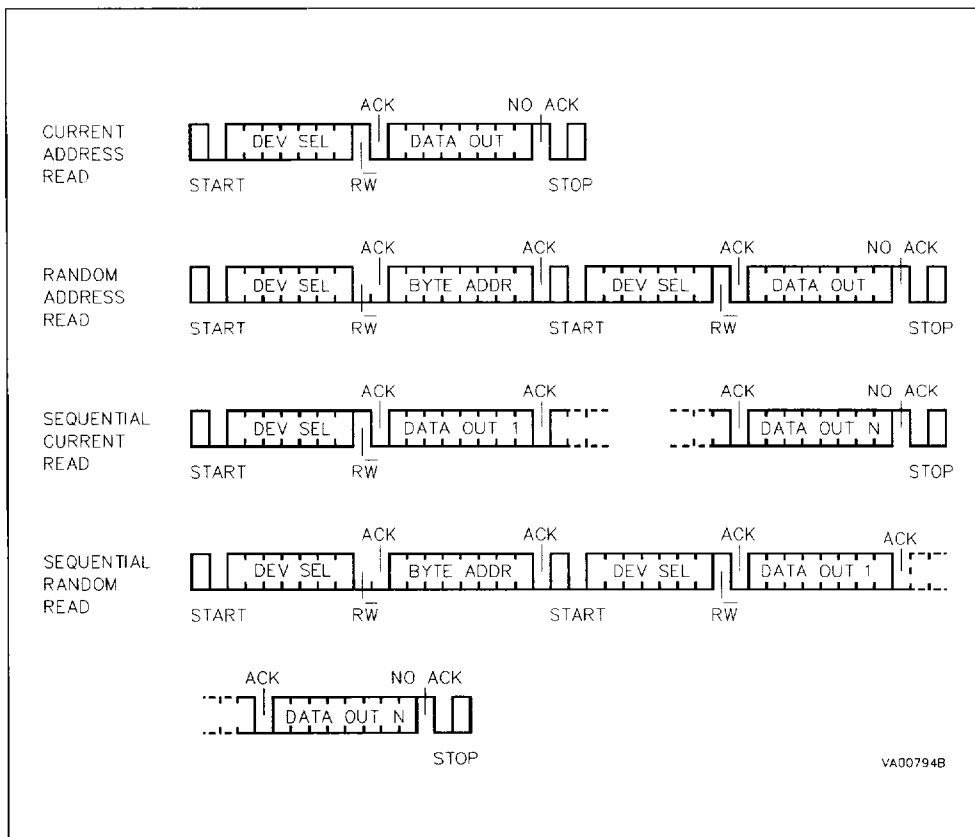 ACK NO ACK
CURRENT ADDRESS READ
DEV SEL DATA OUT
START RW STOP
ACK ACK ACK NO ACK
RANDOM ADDRESS READ
DEV SEL BYTE ADDR DEV SEL DATA OUT
START RW START RW STOP
ACK ACK ACK NO ACK
SEQUENTIAL CURRENT READ
DEV SEL DATA OUT 1 DATA OUT N
START RW STOP
ACK ACK ACK ACK
SEQUENTIAL RANDOM READ
DEV SEL BYTE ADDR DEV SEL DATA OUT 1
START RW START RW
ACK NO ACK
DATA OUT N
STOP
VA00794B